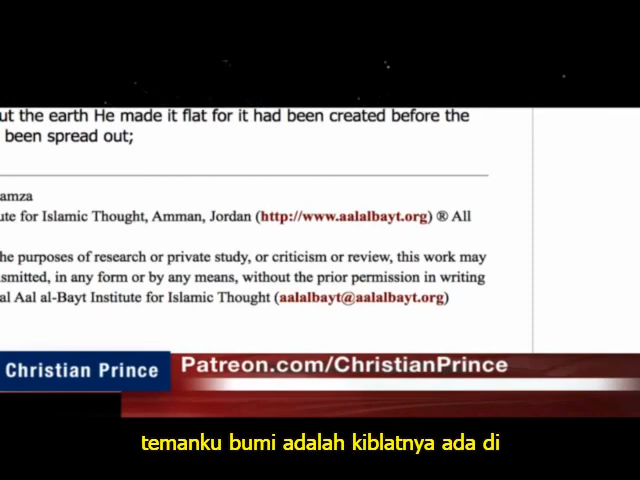 ut the earth He made it flat for it had been created before the
been spread out;
amza
ute for Islamic Thought, Amman, Jordan (http://www.aalalbayt.org) ® All
he purposes of research or private study, or criticism or review, this work may
nsmitted, in any form or by any means, without the prior permission in writing
al Aal al-Bayt Institute for Islamic Thought (aalalbayt@aalalbayt.org)
Christian Prince
Patreon.com/ChristianPrince
temanku bumi adalah kiblatnya ada di